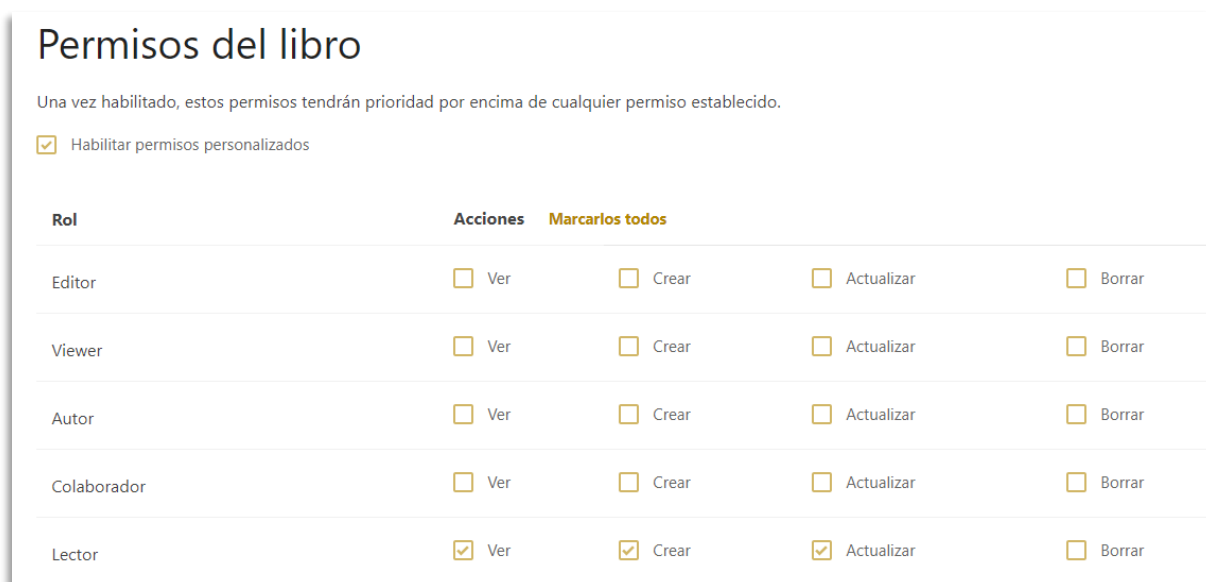 Permisos del libro
Una vez habilitado, estos permisos tendrán prioridad por encima de cualquier permiso establecido.
Habilitar permisos personalizados
Rol Acciones Marcarlos todos
Editor Ver Crear Actualizar Borrar
Viewer Ver Crear Actualizar Borrar
Autor Ver Crear Actualizar Borrar
Colaborador Ver Crear Actualizar Borrar
Lector Ver Crear Actualizar Borrar